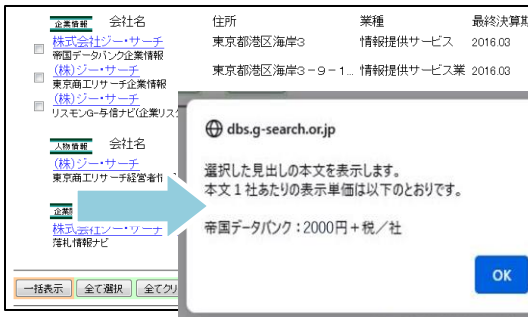 企業情報 会社名 住所 業種 最終決算期
株式会社ジー・サーチ 東京都港区海岸3 情報提供サービス 2016.03
帝国データバンク企業情報
(株)ジー・サーチ 東京都港区海岸3-9-1... 情報提供サービス業 2016.03
東京商工リサーチ企業情報
(株)ジー・サーチ
リスモンG-与信ナビ(企業リス
人物情報 会社名
(株)ジー・サーチ
東京商工リサーチ経営者情
企業
株式会社ジー・サーチ
落札情報ナビ
一括表示 全て選択 全てクリ
dbs.g-search.or.jp
選択した見出しの本文を表示します。
本文1社あたりの表示単価は以下のとおりです。
帝国データバンク:2000円+税/社
OK